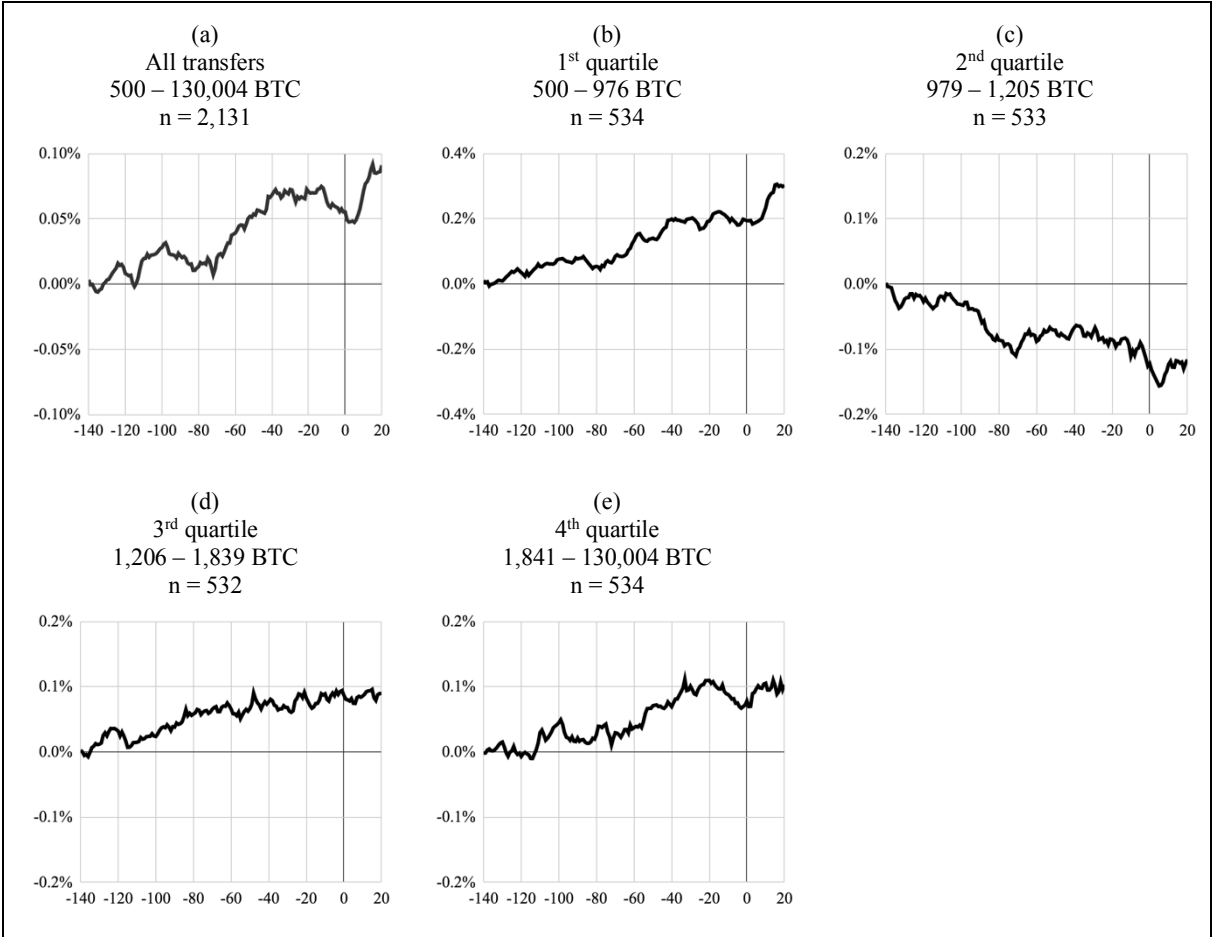 (a)
All transfers
500 – 130,004 BTC
n = 2,131
0.10%
0.05%
0.00%
-0.05%
-0.10%
-140 -120 -100 -80 -60 -40 -20 0 20
(b)
1st quartile
500 – 976 BTC
n = 534
0.4%
0.2%
0.0%
-0.2%
-0.4%
-140 -120 -100 -80 -60 -40 -20 0 20
(c)
2nd quartile
979 – 1,205 BTC
n = 533
0.2%
0.1%
0.0%
-0.1%
-0.2%
-140 -120 -100 -80 -60 -40 -20 0 20
(d)
3rd quartile
1,206 – 1,839 BTC
n = 532
0.2%
0.1%
0.0%
-0.1%
-0.2%
-140 -120 -100 -80 -60 -40 -20 0 20
(e)
4th quartile
1,841 – 130,004 BTC
n = 534
0.2%
0.1%
0.0%
-0.1%
-0.2%
-140 -120 -100 -80 -60 -40 -20 0 20